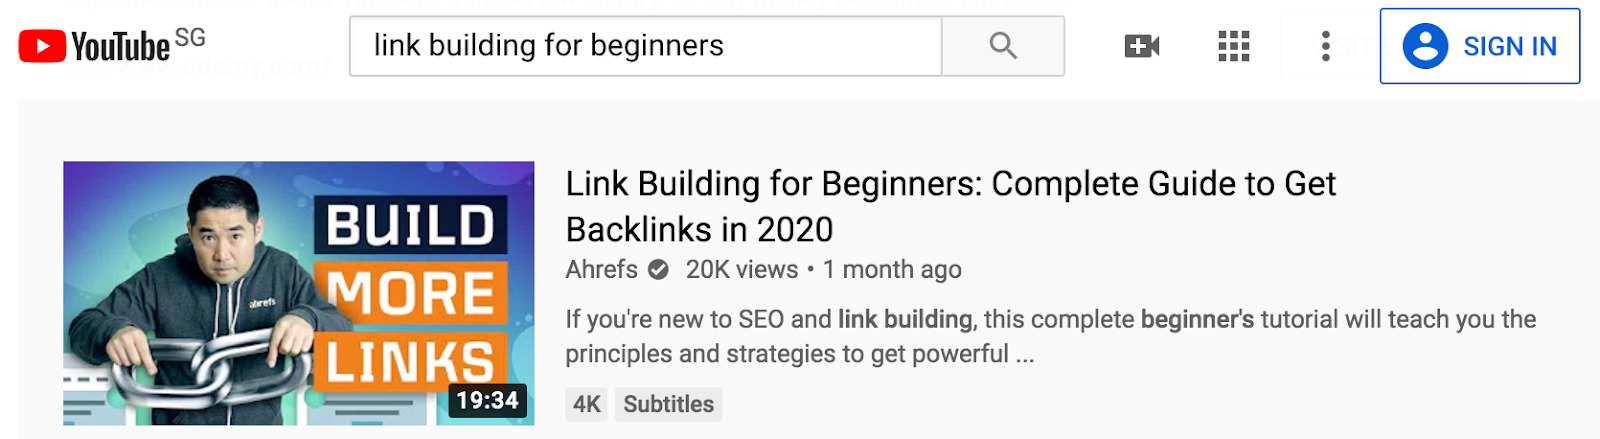 YouTube SG
link building for beginners
SIGN IN
BUILD
MORE
LINKS
ahrefs
19:34
Link Building for Beginners: Complete Guide to Get
Backlinks in 2020
Ahrefs 20K views • 1 month ago
If you're new to SEO and link building, this complete beginner's tutorial will teach you the
principles and strategies to get powerful ...
4K Subtitles